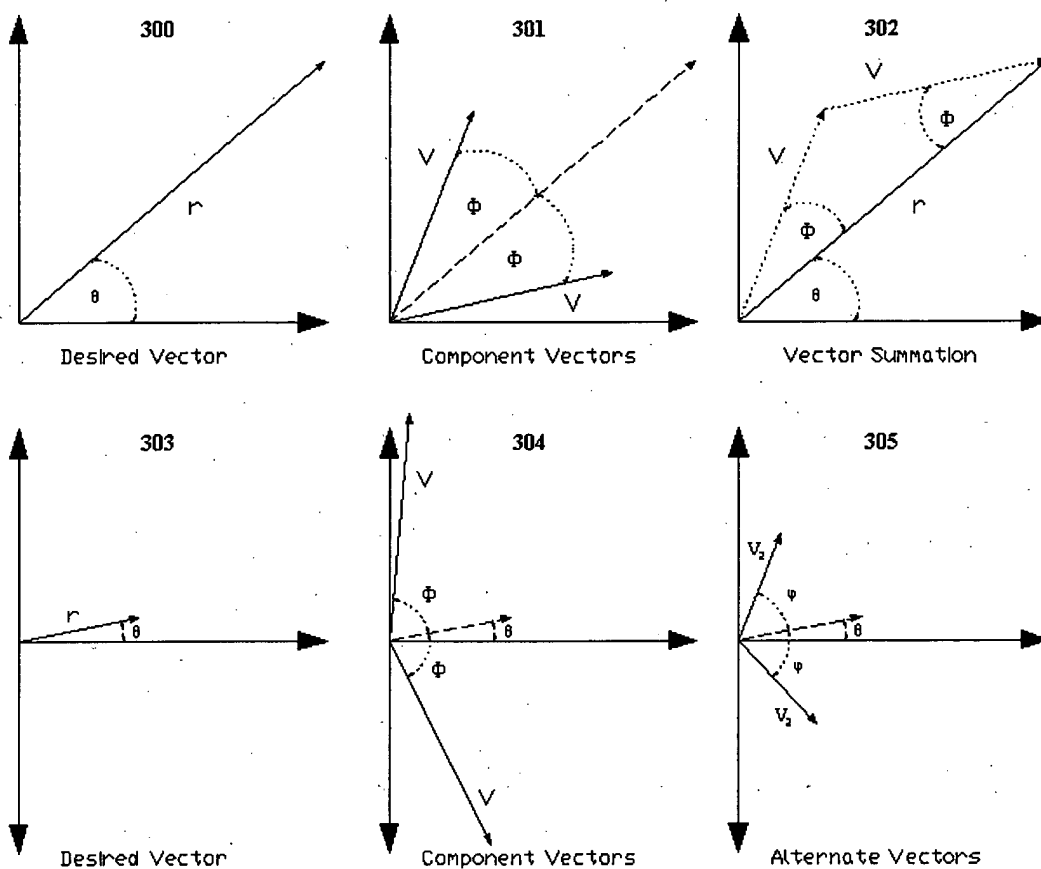 300
r
θ
Desired Vector
301
V
Φ
Φ
V
Component Vectors
302
V
Φ
V
Φ
r
θ
Vector Summation
303
r
θ
Desired Vector
304
V
Φ
θ
Φ
V
Component Vectors
305
V₂
φ
θ
φ
V₂
Alternate Vectors